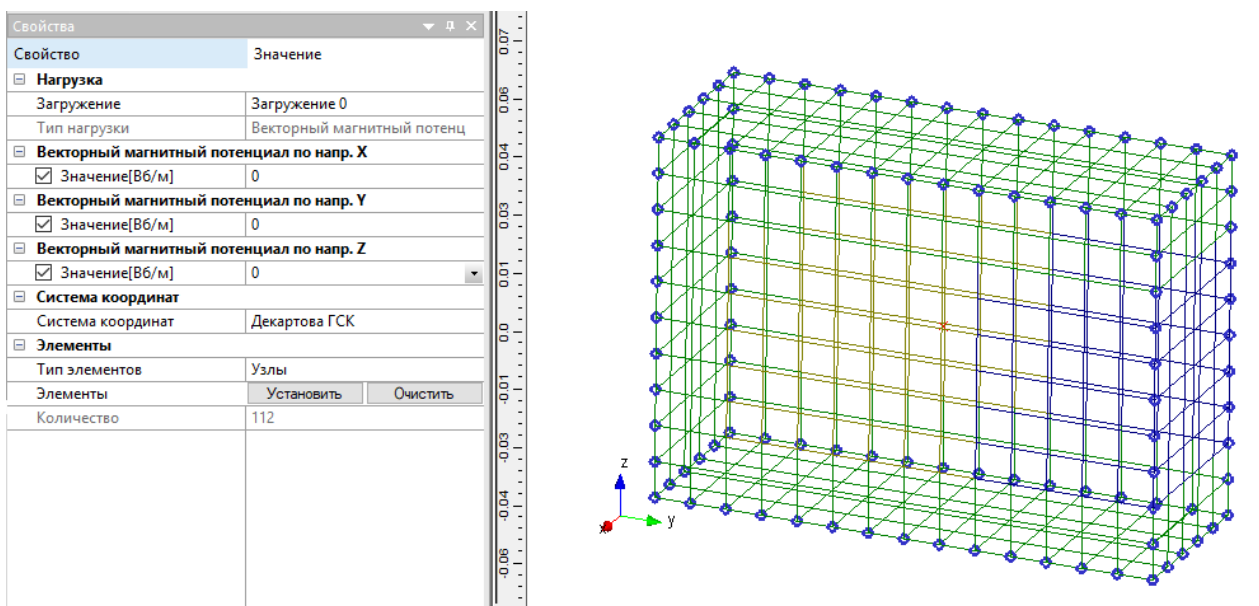 Свойства
Свойство Значение
Нагрузка
Загружение Загружение 0
Тип нагрузки Векторный магнитный потенц
Векторный магнитный потенциал по напр. X
Значение[Вб/м] 0
Векторный магнитный потенциал по напр. Y
Значение[Вб/м] 0
Векторный магнитный потенциал по напр. Z
Значение[Вб/м] 0
Система координат
Система координат Декартова ГСК
Элементы
Тип элементов Узлы
Элементы Установить Очистить
Количество 112
0.07
0.06
0.04
0.03
0.01
0.0
-0.01
-0.03
-0.04
-0.06
z
y
x